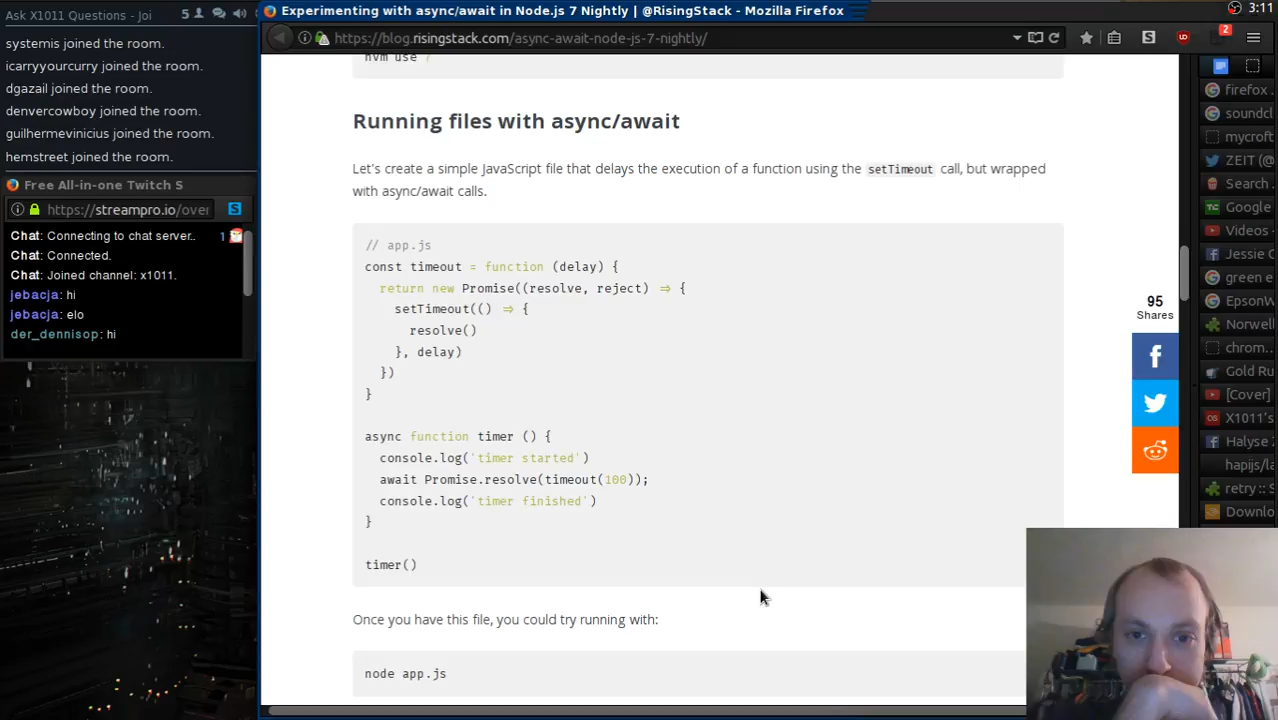 Ask X1011 Questions - Joi
5
systemis joined the room.
icarryyourcurry joined the room.
dgazail joined the room.
denvercowboy joined the room.
guilhermevinicius joined the room.
hemstreet joined the room.
Free All-in-one Twitch S
https://streampro.io/over
S
Chat: Connecting to chat server..
1
Chat: Connected.
Chat: Joined channel: x1011.
jebacja: hi
jebacja: elo
der_dennisop: hi
Experimenting with async/await in Node.js 7 Nightly | @RisingStack - Mozilla Firefox
3:11
https://blog.risingstack.com/async-await-node-js-7-nightly/
S
2
nvm use 7
Running files with async/await
Let's create a simple JavaScript file that delays the execution of a function using the setTimeout call, but wrapped
with async/await calls.
// app.js
const timeout = function (delay) {
return new Promise((resolve, reject) => {
setTimeout(() => {
resolve()
}, delay)
})
}
async function timer () {
console.log('timer started')
await Promise.resolve(timeout(100));
console.log('timer finished')
}
timer()
Once you have this file, you could try running with:
node app.js
95
Shares
firefox .
soundcl
mycroft
ZEIT (@
Search .
Google
Videos -
Jessie C
green e
EpsonW
Norwell
chrom..
Gold Ru
[Cover]
X1011's
Halyse Z
hapijs/la
retry :: S
Downlo